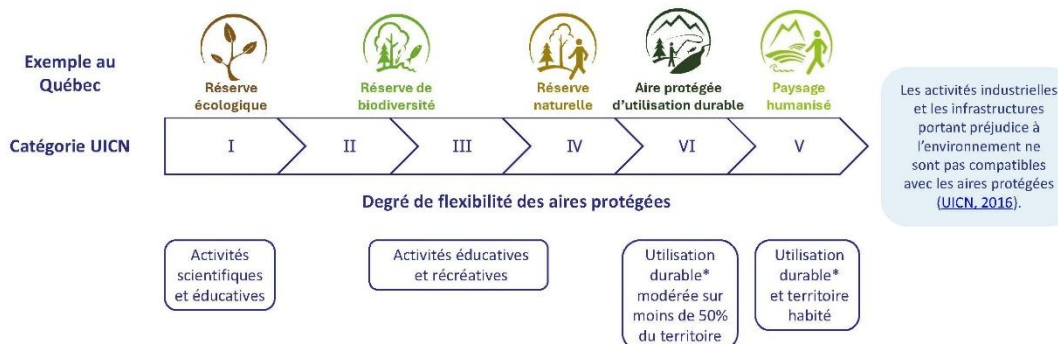 Exemple au
Québec
Réserve
écologique
Réserve de
biodiversité
Réserve
naturelle
Aire protégée
d'utilisation durable
Paysage
humanisé
Catégorie UICN
I
II
III
IV
VI
V
Degré de flexibilité des aires protégées
Activités
scientifiques
et éducatives
Activités éducatives
et récréatives
Utilisation
durable*
modérée sur
moins de 50%
du territoire
Utilisation
durable*
et territoire
habité
Les activités industrielles
et les infrastructures
portant préjudice à
l'environnement ne
sont pas compatibles
avec les aires protégées
(UICN, 2016).